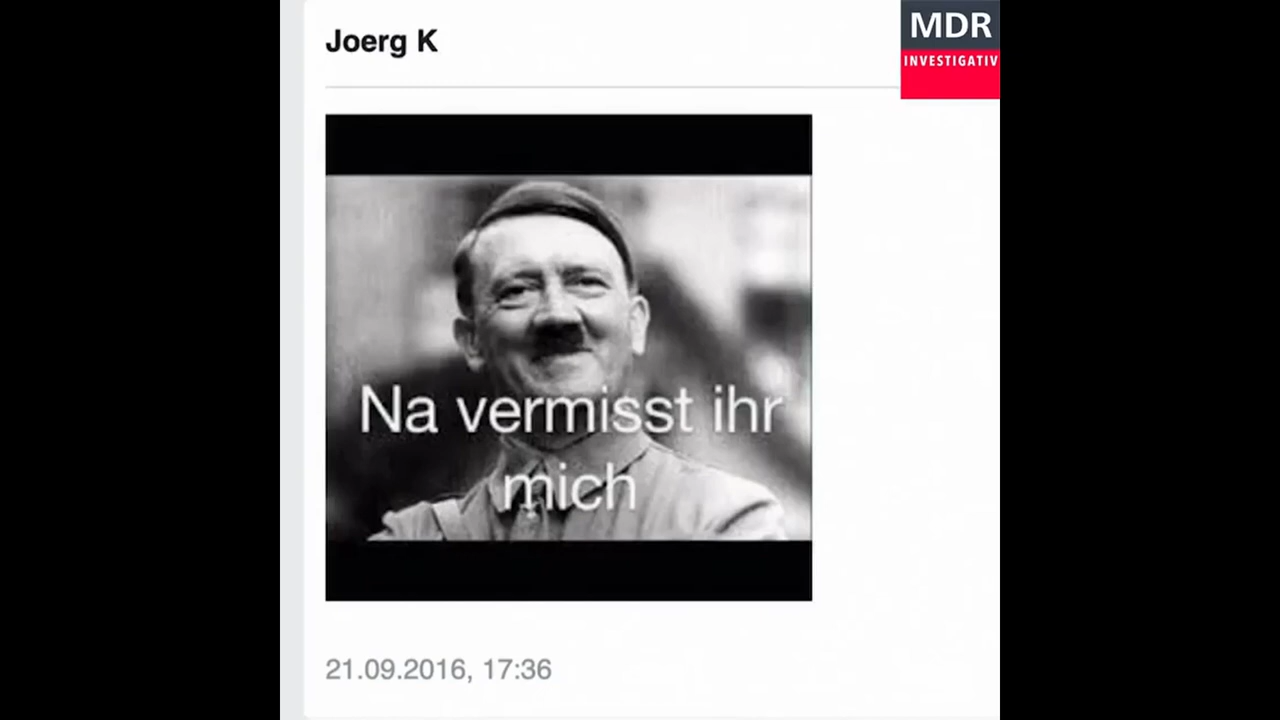 Joerg K
MDR
INVESTIGATIV
Na vermisst ihr
mich
21.09.2016, 17:36